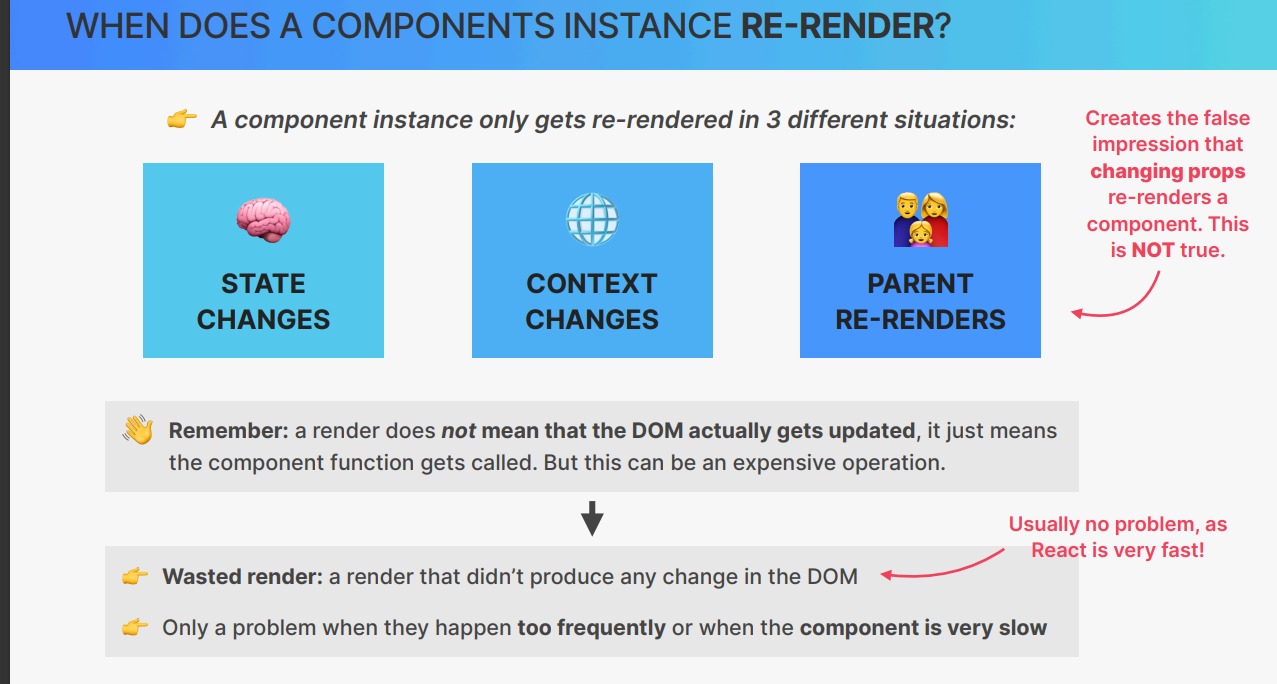 WHEN DOES A COMPONENTS INSTANCE RE-RENDER?
👉 A component instance only gets re-rendered in 3 different situations:
Creates the false
impression that
changing props
re-renders a
component. This
is NOT true.
STATE
CHANGES
CONTEXT
CHANGES
PARENT
RE-RENDERS
👋 Remember: a render does not mean that the DOM actually gets updated, it just means
the component function gets called. But this can be an expensive operation.
Usually no problem, as
React is very fast!
👉 Wasted render: a render that didn’t produce any change in the DOM
👉 Only a problem when they happen too frequently or when the component is very slow